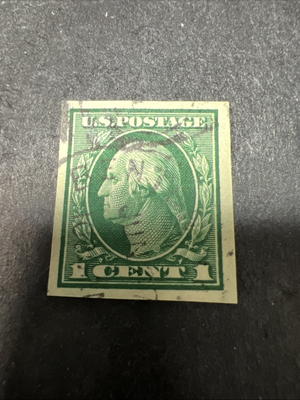 U.S. POSTAGE
1 CENT 1